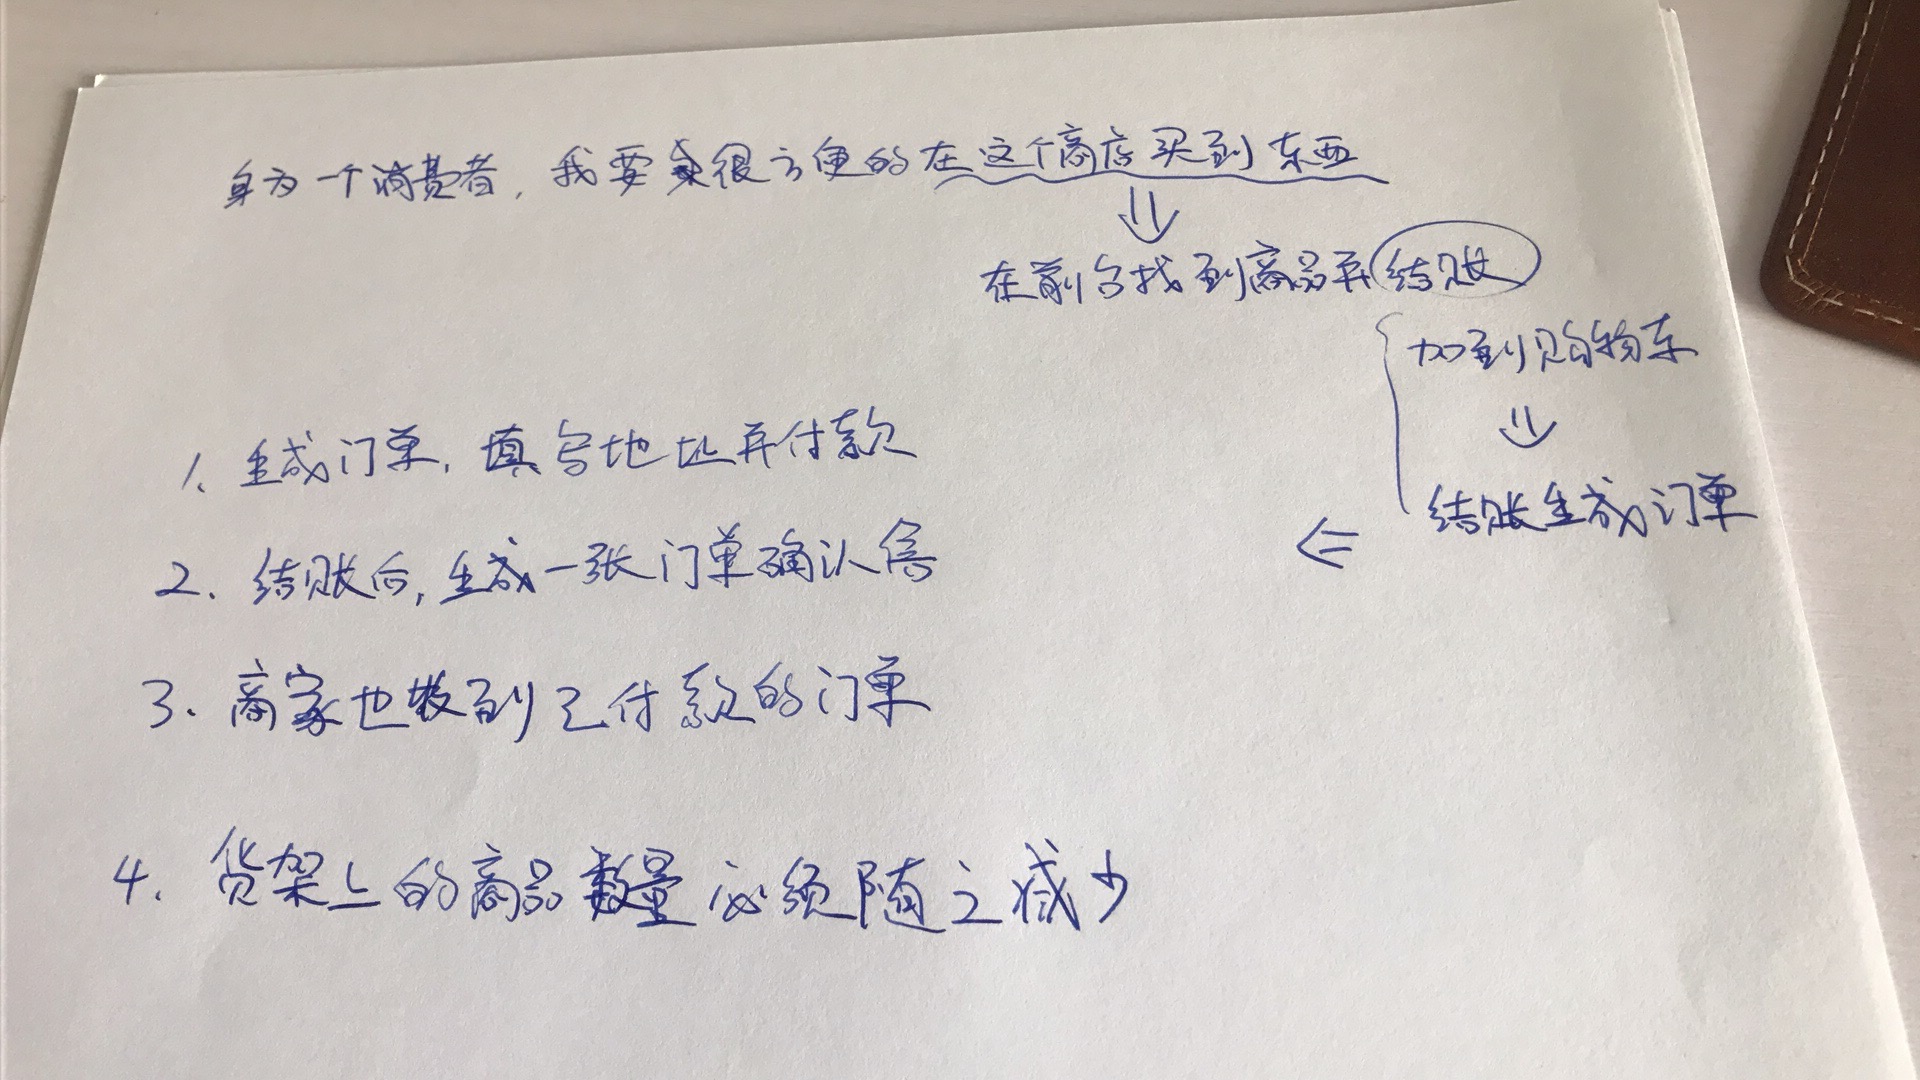 身为一个消费者，我要很方便的在这个商店买到东西
在前台找到商品并结账
加到购物车
结账生成订单
1. 生成订单，填写地址并付款
2. 结账后，生成一张订单确认信
3. 商家也收到已付款的订单
4. 货架上的商品数量必须随之减少